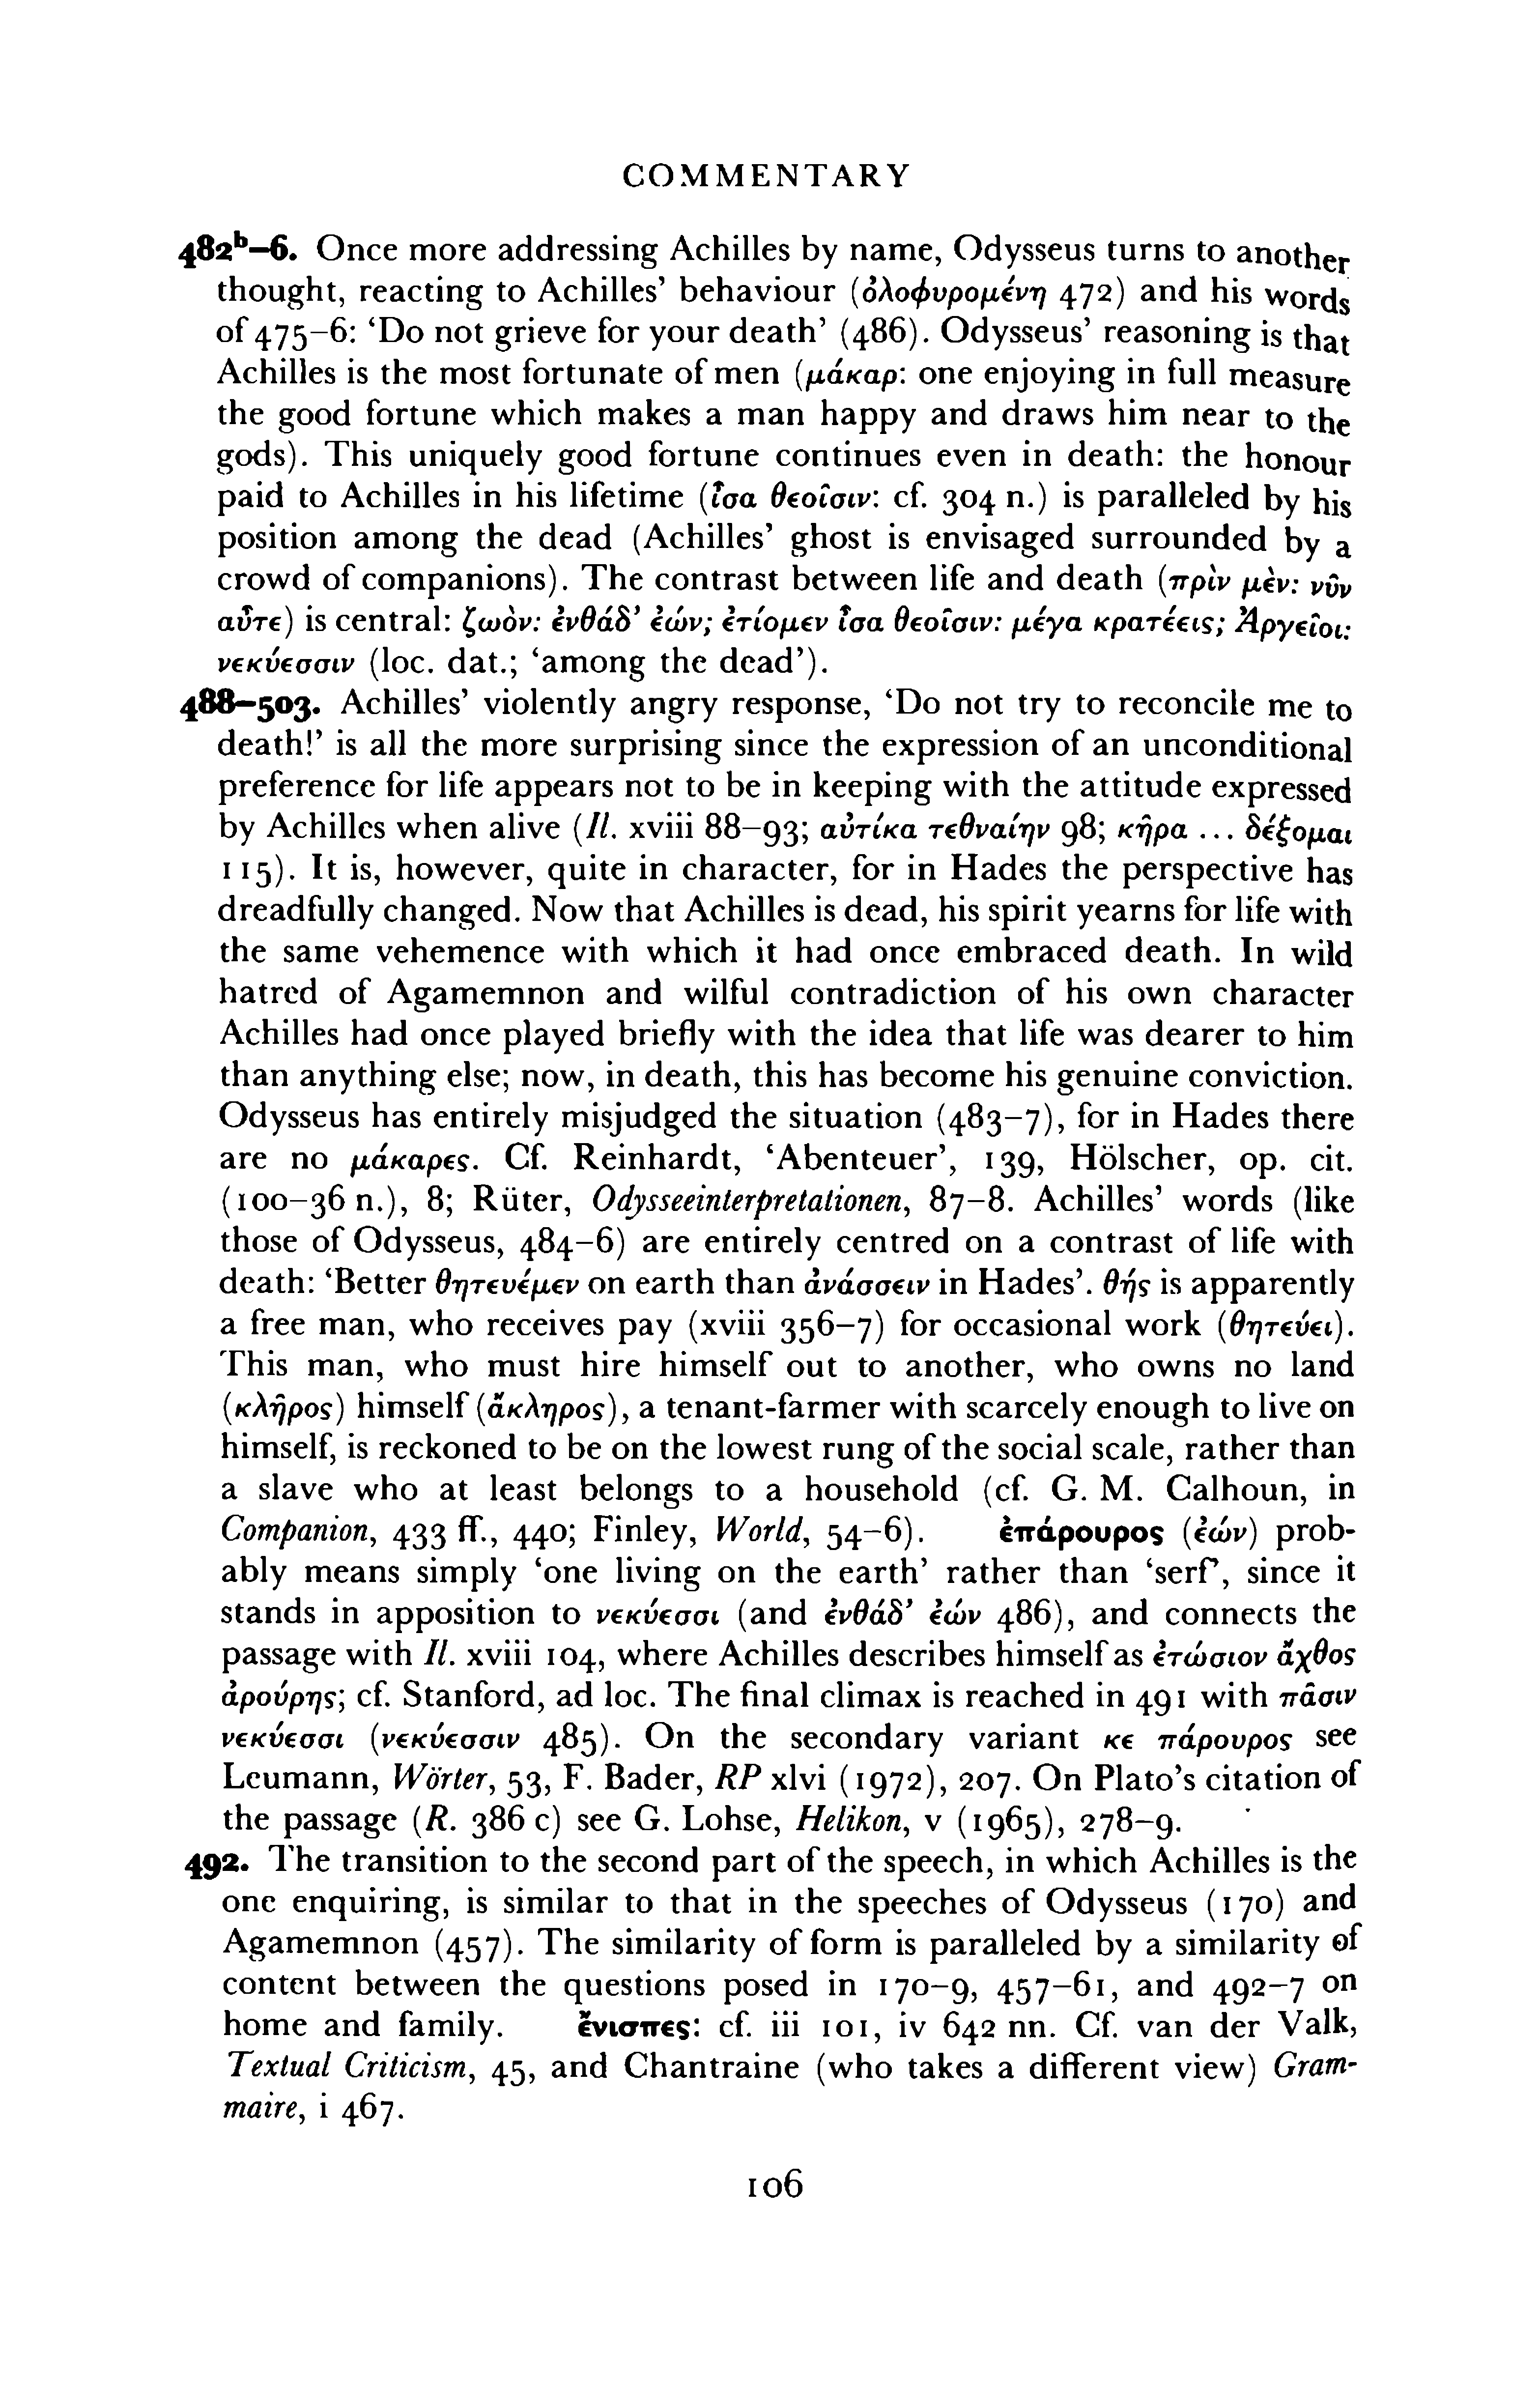 COMMENTARY
482ᵇ–6. Once more addressing Achilles by name, Odysseus turns to another
thought, reacting to Achilles’ behaviour (ὀλοφυρομένη 472) and his words
of 475–6: ‘Do not grieve for your death’ (486). Odysseus’ reasoning is that
Achilles is the most fortunate of men (μάκαρ: one enjoying in full measure
the good fortune which makes a man happy and draws him near to the
gods). This uniquely good fortune continues even in death: the honour
paid to Achilles in his lifetime (ἶσα θεοῖσιν: cf. 304 n.) is paralleled by his
position among the dead (Achilles’ ghost is envisaged surrounded by a
crowd of companions). The contrast between life and death (πρὶν μέν: νῦν
αὖτε) is central: ζωόν: ἐνθάδ’ ἐών; ἐτίομεν ἶσα θεοῖσιν: μέγα κρατέεις; Ἀργεῖοι:
νεκύεσσιν (loc. dat.; ‘among the dead’).
488–503. Achilles’ violently angry response, ‘Do not try to reconcile me to
death!’ is all the more surprising since the expression of an unconditional
preference for life appears not to be in keeping with the attitude expressed
by Achilles when alive (Il. xviii 88–93; αὐτίκα τεθναίην 98; κῆρα ... δέξομαι
115). It is, however, quite in character, for in Hades the perspective has
dreadfully changed. Now that Achilles is dead, his spirit yearns for life with
the same vehemence with which it had once embraced death. In wild
hatred of Agamemnon and wilful contradiction of his own character
Achilles had once played briefly with the idea that life was dearer to him
than anything else; now, in death, this has become his genuine conviction.
Odysseus has entirely misjudged the situation (483–7), for in Hades there
are no μάκαρες. Cf. Reinhardt, ‘Abenteuer’, 139, Hölscher, op. cit.
(100–36 n.), 8; Rüter, Odysseeinterpretationen, 87–8. Achilles’ words (like
those of Odysseus, 484–6) are entirely centred on a contrast of life with
death: ‘Better θητευέμεν on earth than ἀνάσσειν in Hades’. θής is apparently
a free man, who receives pay (xviii 356–7) for occasional work (θητεύει).
This man, who must hire himself out to another, who owns no land
(κλῆρος) himself (ἄκληρος), a tenant-farmer with scarcely enough to live on
himself, is reckoned to be on the lowest rung of the social scale, rather than
a slave who at least belongs to a household (cf. G. M. Calhoun, in
Companion, 433 ff., 440; Finley, World, 54–6). ἐπάρουρος (ἐών) prob-
ably means simply ‘one living on the earth’ rather than ‘serf’, since it
stands in apposition to νεκύεσσι (and ἐνθάδ’ ἐών 486), and connects the
passage with Il. xviii 104, where Achilles describes himself as ἐτώσιον ἄχθος
ἀρούρης; cf. Stanford, ad loc. The final climax is reached in 491 with πᾶσιν
νεκύεσσι (νεκύεσσιν 485). On the secondary variant κε πάρουρος see
Leumann, Wörter, 53, F. Bader, RP xlvi (1972), 207. On Plato’s citation of
the passage (R. 386 c) see G. Lohse, Helikon, v (1965), 278–9.
492. The transition to the second part of the speech, in which Achilles is the
one enquiring, is similar to that in the speeches of Odysseus (170) and
Agamemnon (457). The similarity of form is paralleled by a similarity of
content between the questions posed in 170–9, 457–61, and 492–7 on
home and family. ἔνισπες: cf. iii 101, iv 642 nn. Cf. van der Valk,
Textual Criticism, 45, and Chantraine (who takes a different view) Gram-
maire, i 467.
106